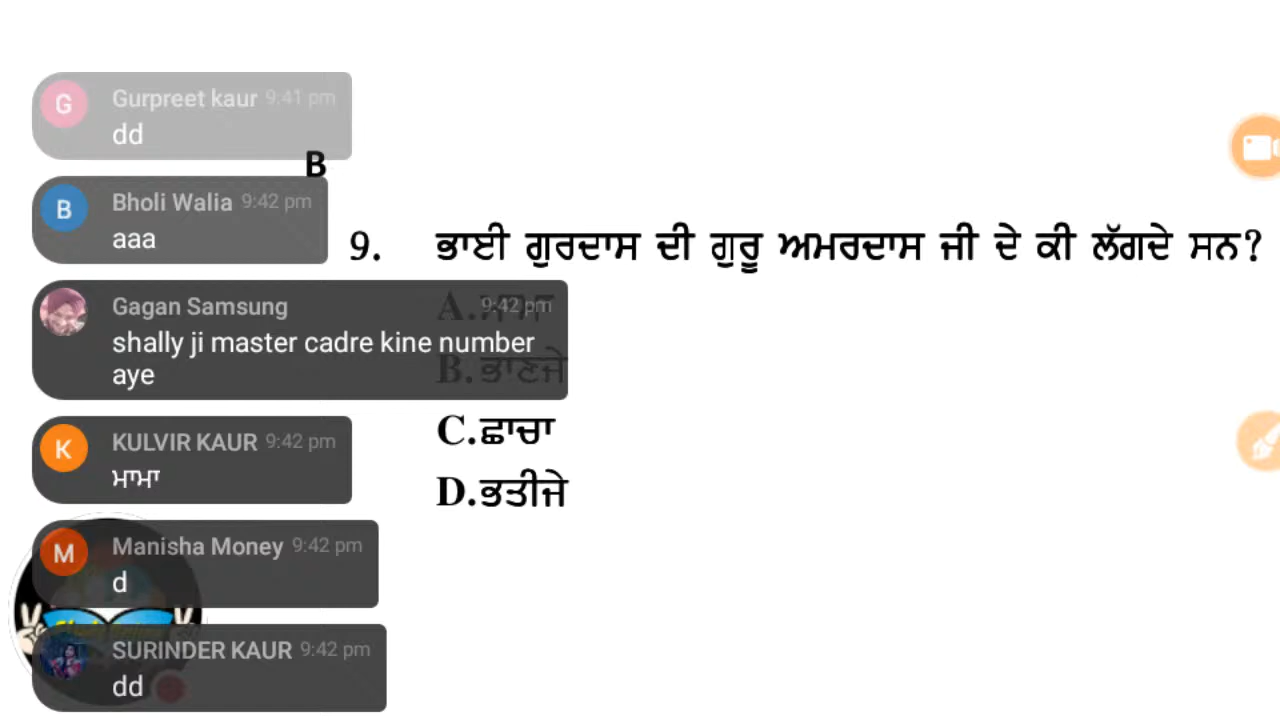 Gurpreet kaur 9:41 pm
dd
B
Bholi Walia 9:42 pm
aaa
9. ਭਾਈ ਗੁਰਦਾਸ ਦੀ ਗੁਰੂ ਅਮਰਦਾਸ ਜੀ ਦੇ ਕੀ ਲੱਗਦੇ ਸਨ?
Gagan Samsung 9:42 pm
shally ji master cadre kine number
aye
A.
B.ਭਾਣਜੇ
C.ਛਾਚਾ
D.ਭਤੀਜੇ
KULVIR KAUR 9:42 pm
ਮਾਮਾ
Manisha Money 9:42 pm
d
SURINDER KAUR 9:42 pm
dd